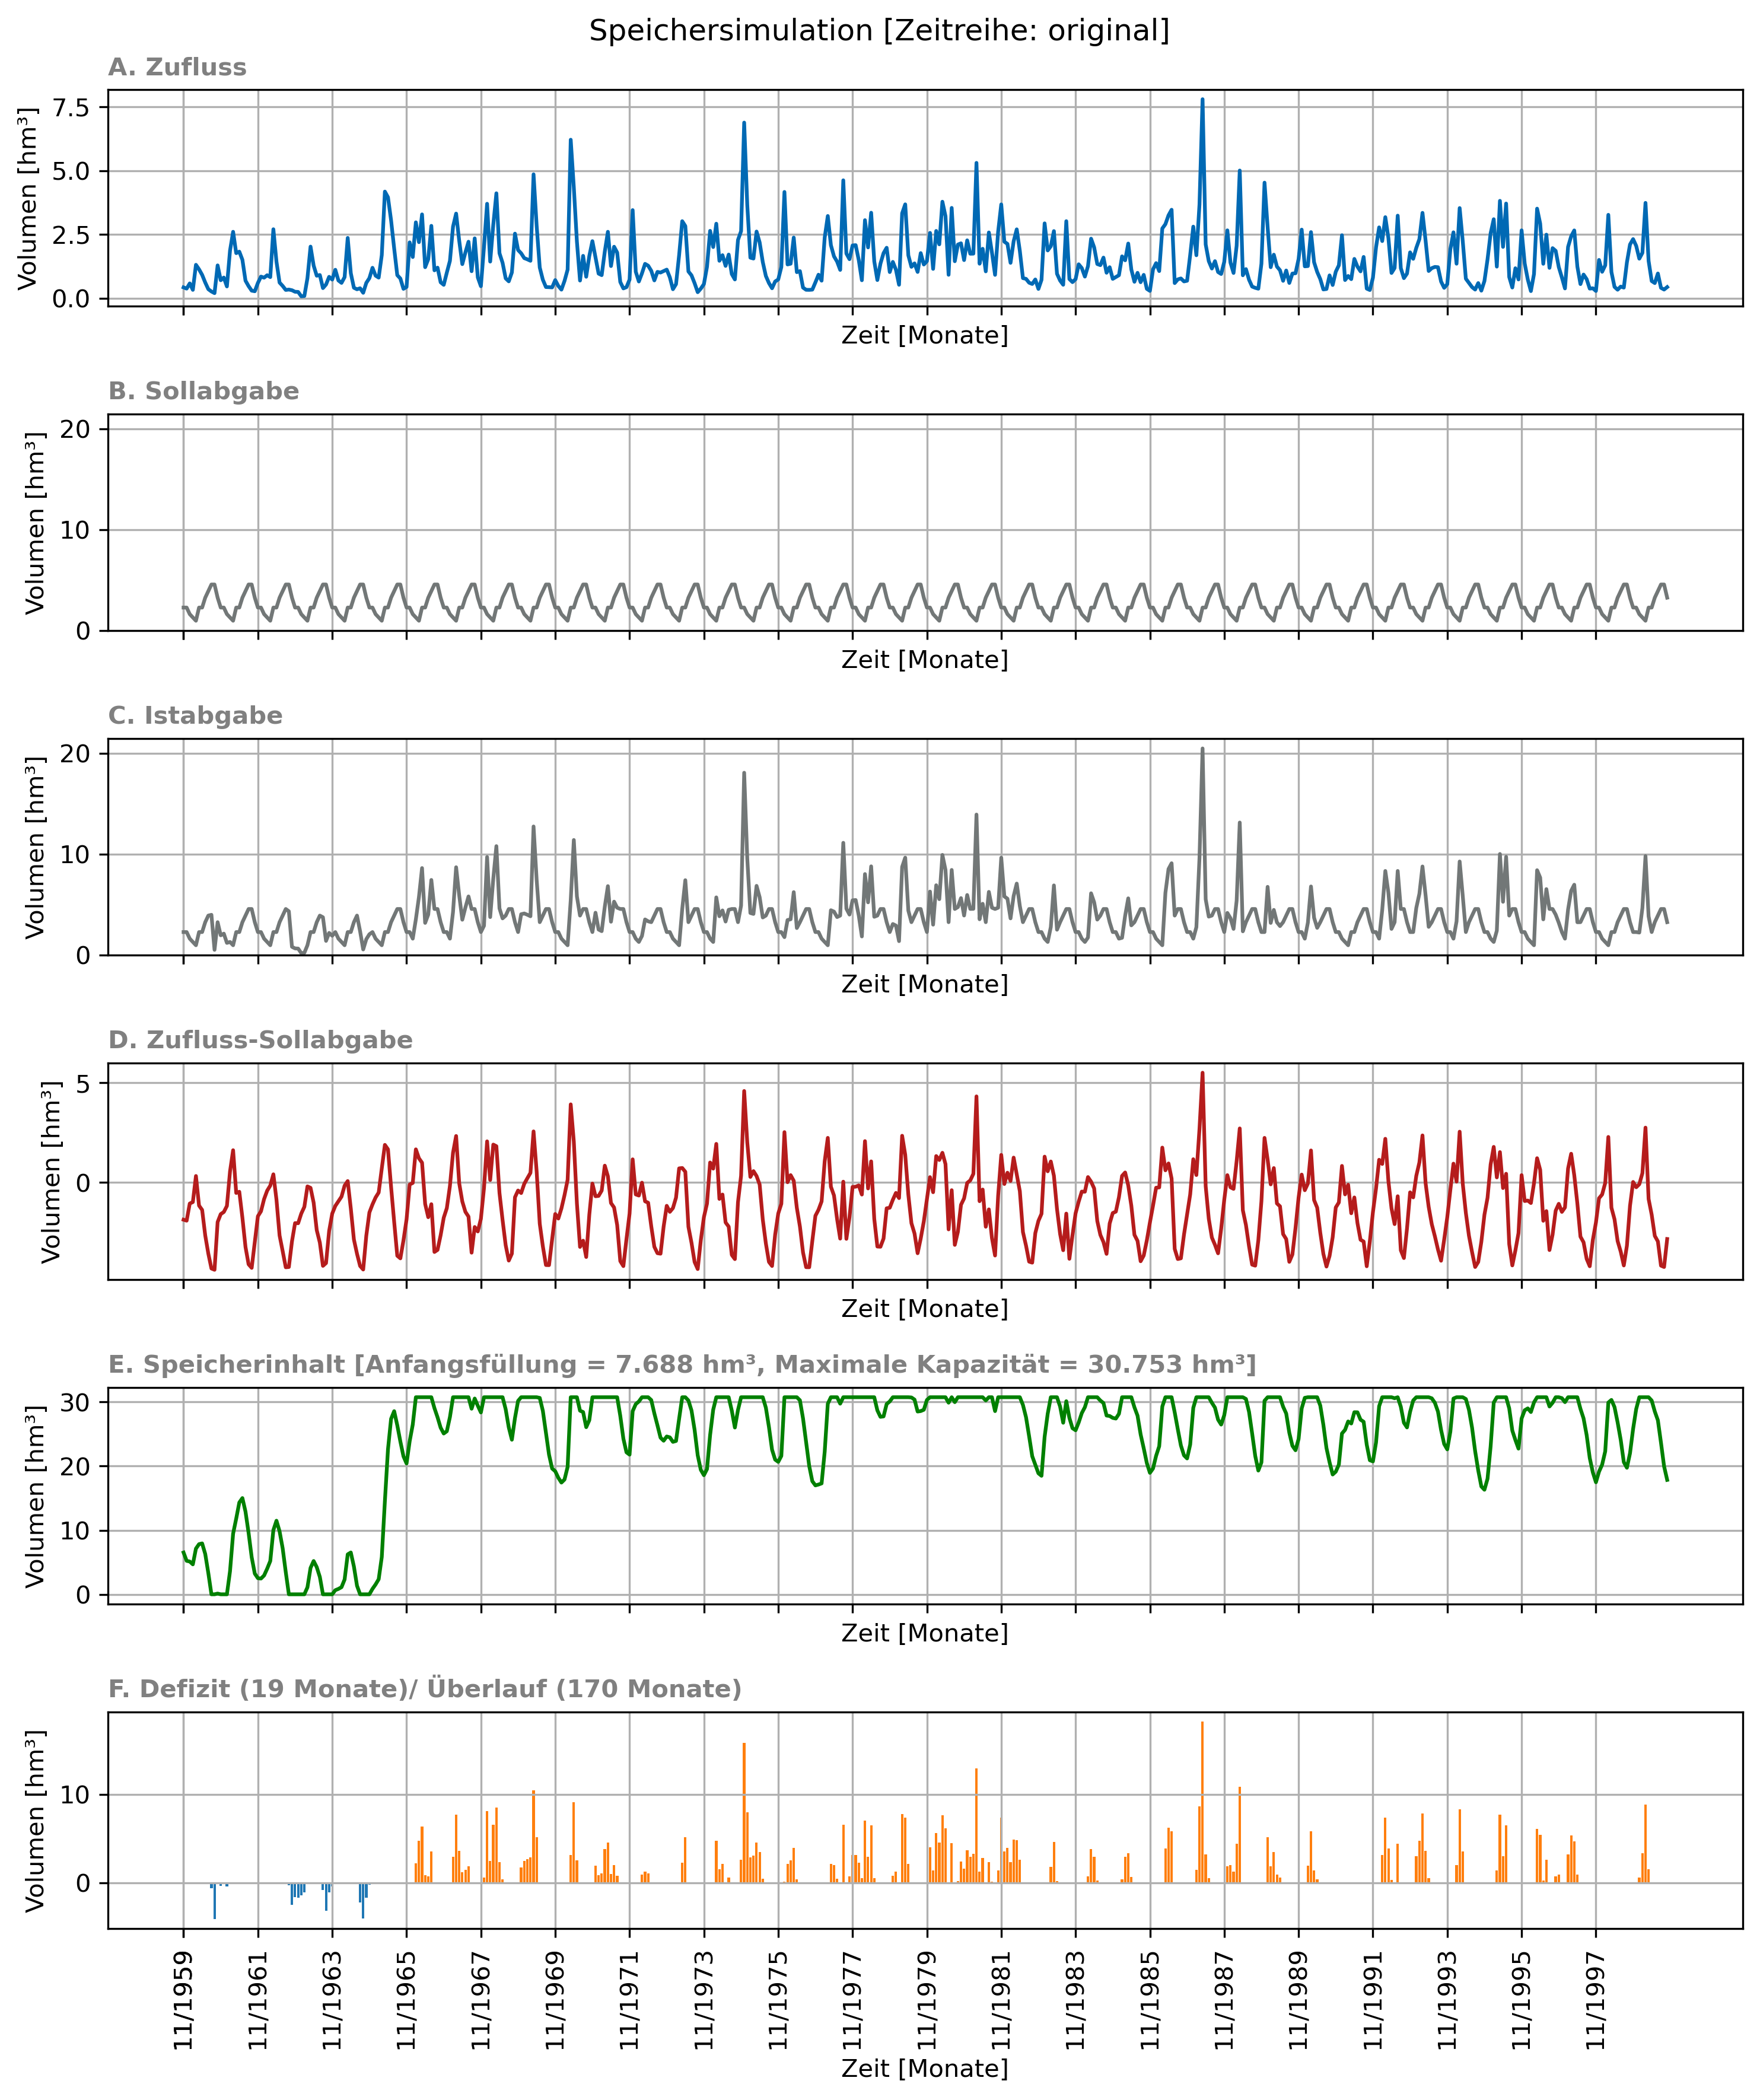 Speichersimulation [Zeitreihe: original]
A. Zufluss
Volumen [hm³]
7.5
5.0
2.5
0.0
Zeit [Monate]
B. Sollabgabe
Volumen [hm³]
20
10
0
Zeit [Monate]
C. Istabgabe
Volumen [hm³]
20
10
0
Zeit [Monate]
D. Zufluss-Sollabgabe
Volumen [hm³]
5
0
Zeit [Monate]
E. Speicherinhalt [Anfangsfüllung = 7.688 hm³, Maximale Kapazität = 30.753 hm³]
Volumen [hm³]
30
20
10
0
Zeit [Monate]
F. Defizit (19 Monate)/ Überlauf (170 Monate)
Volumen [hm³]
10
0
11/1959
11/1961
11/1963
11/1965
11/1967
11/1969
11/1971
11/1973
11/1975
11/1977
11/1979
11/1981
11/1983
11/1985
11/1987
11/1989
11/1991
11/1993
11/1995
11/1997
Zeit [Monate]